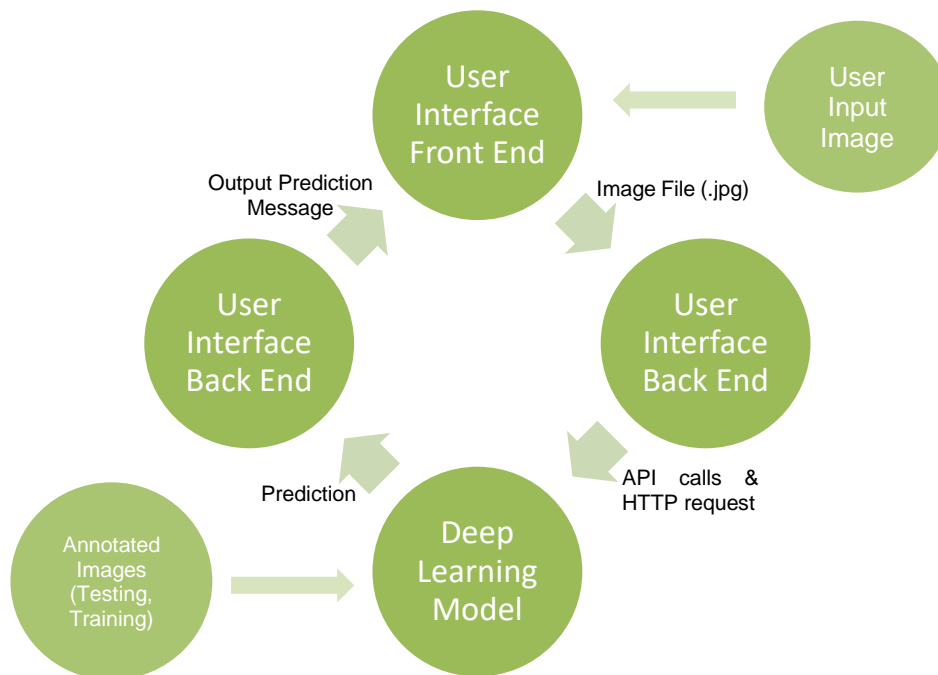 User
Interface
Front End
User
Input
Image
Output Prediction
Message
Image File (.jpg)
User
Interface
Back End
User
Interface
Back End
Prediction
API calls &
HTTP request
Deep
Learning
Model
Annotated
Images
(Testing,
Training)